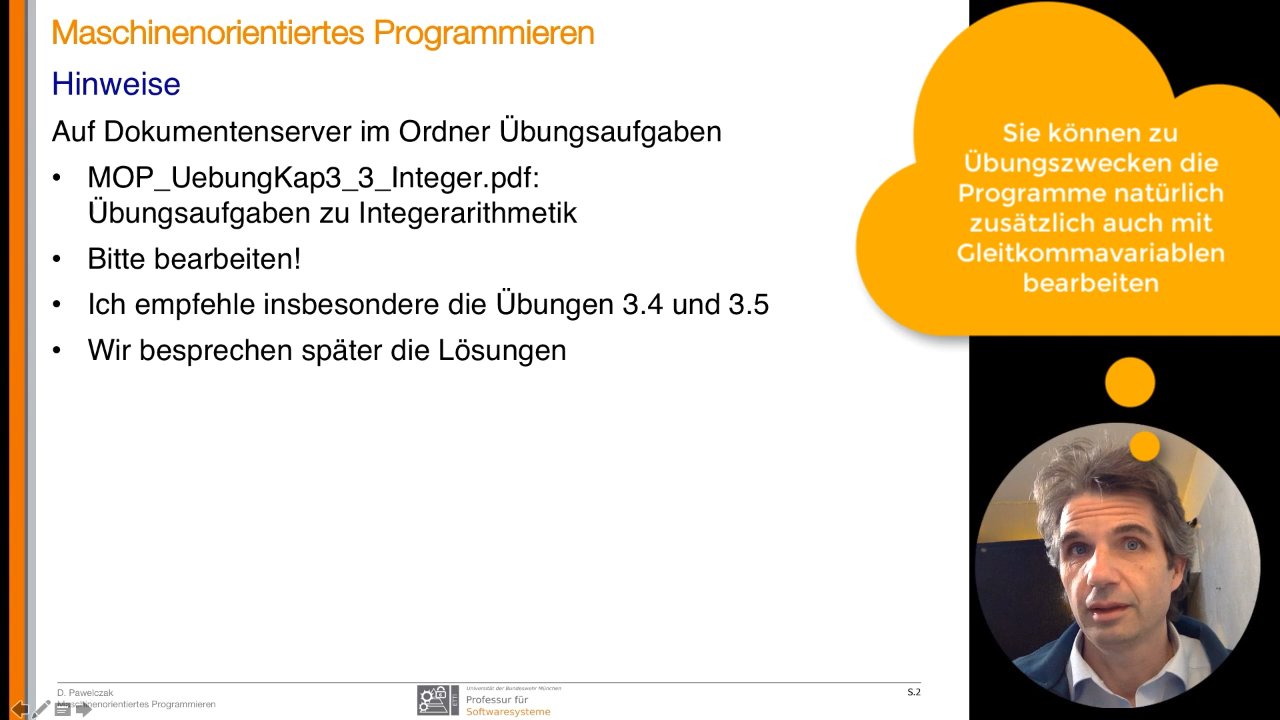 Maschinenorientiertes Programmieren
Hinweise
Auf Dokumentenserver im Ordner Übungsaufgaben
• MOP_UebungKap3_3_Integer.pdf:
Übungsaufgaben zu Integerarithmetik
• Bitte bearbeiten!
• Ich empfehle insbesondere die Übungen 3.4 und 3.5
• Wir besprechen später die Lösungen
Sie können zu
Übungszwecken die
Programme natürlich
zusätzlich auch mit
Gleitkommavariablen
bearbeiten
D. Pawelczak
Maschinenorientiertes Programmieren
ETTI
Universität der Bundeswehr München
Professur für
Softwaresysteme
S.2